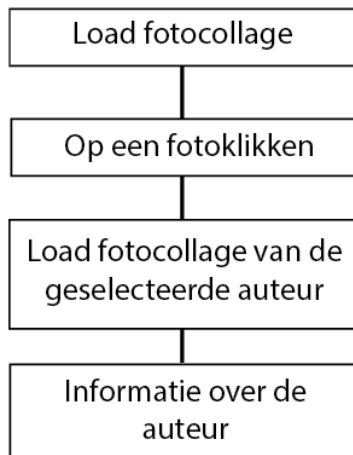 Load fotocollage
Op een fotoklikken
Load fotocollage van de
geselecteerde auteur
Informatie over de
auteur